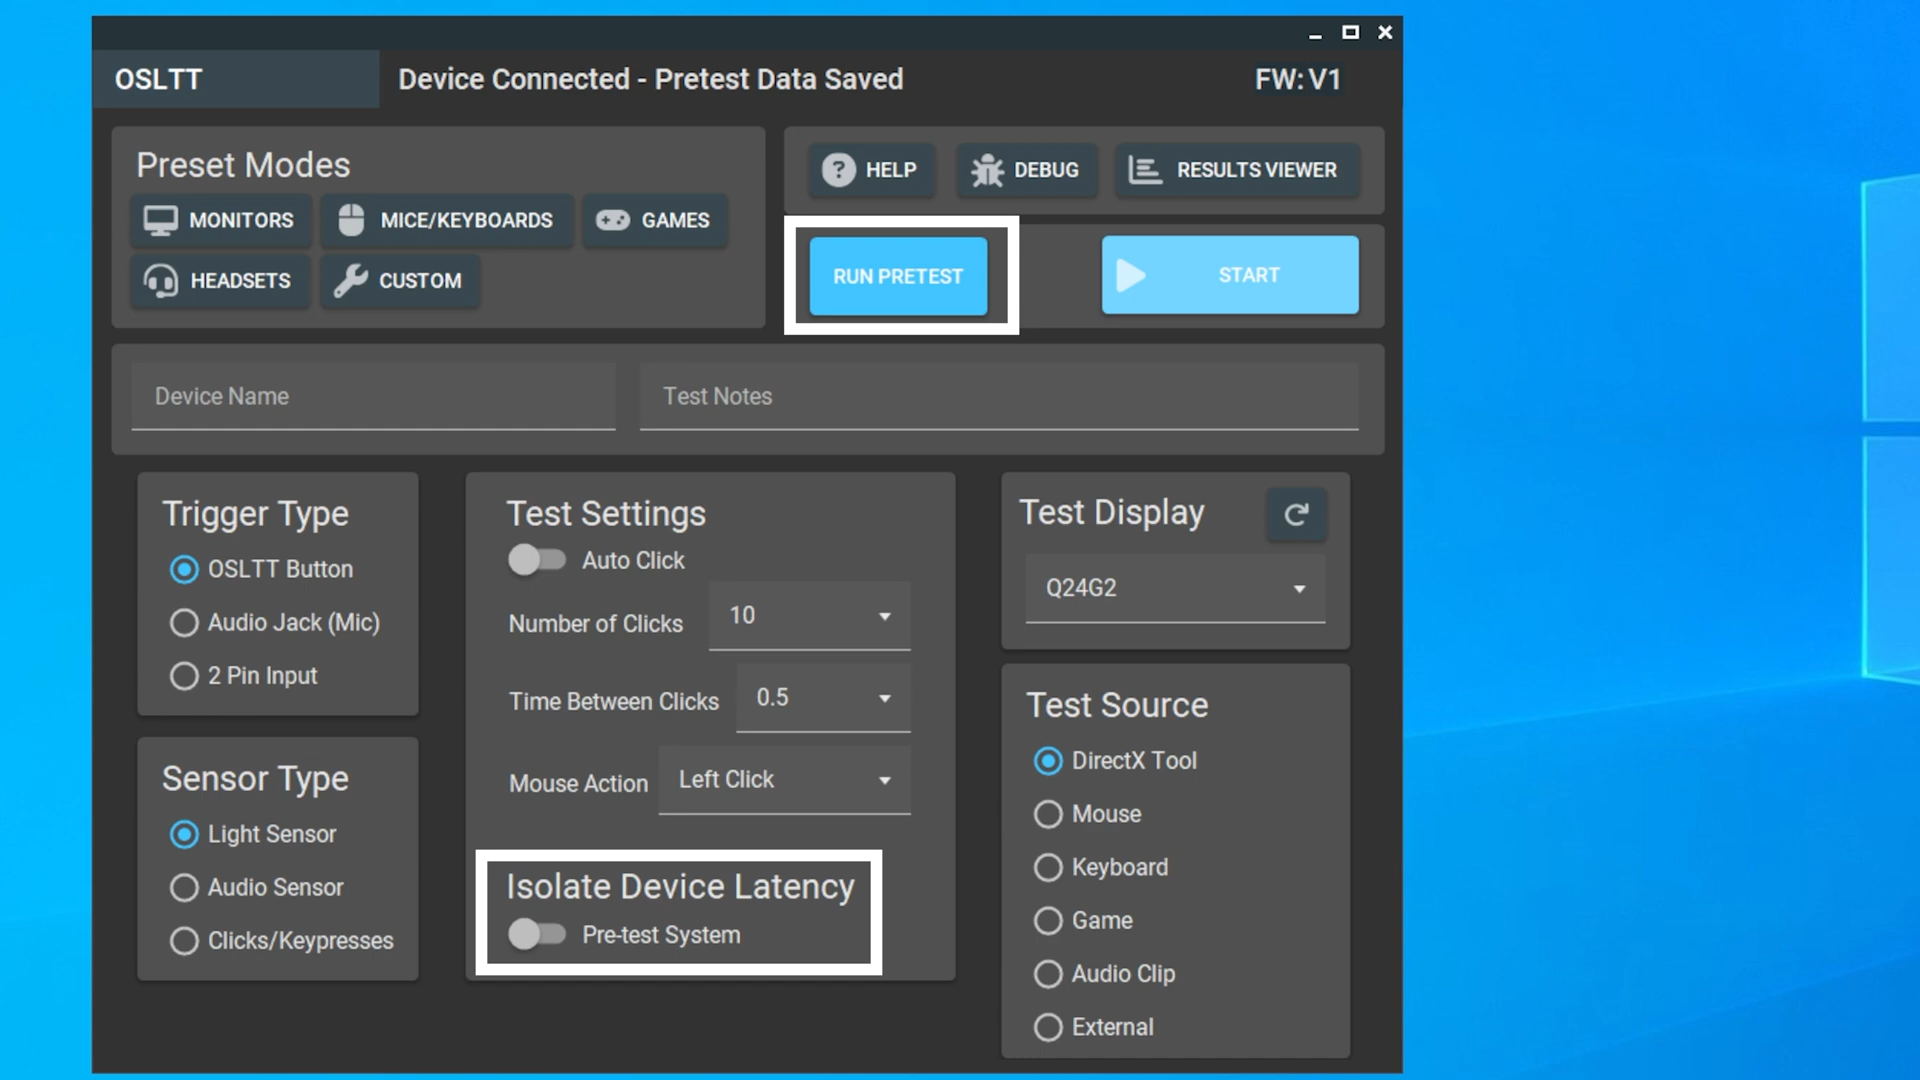 OSLTT
Device Connected - Pretest Data Saved
FW: V1
Preset Modes
MONITORS
MICE/KEYBOARDS
GAMES
HEADSETS
CUSTOM
HELP
DEBUG
RESULTS VIEWER
RUN PRETEST
START
Device Name
Test Notes
Trigger Type
OSLTT Button
Audio Jack (Mic)
2 Pin Input
Sensor Type
Light Sensor
Audio Sensor
Clicks/Keypresses
Test Settings
Auto Click
Number of Clicks 10
Time Between Clicks 0.5
Mouse Action Left Click
Isolate Device Latency
Pre-test System
Test Display
Q24G2
Test Source
DirectX Tool
Mouse
Keyboard
Game
Audio Clip
External